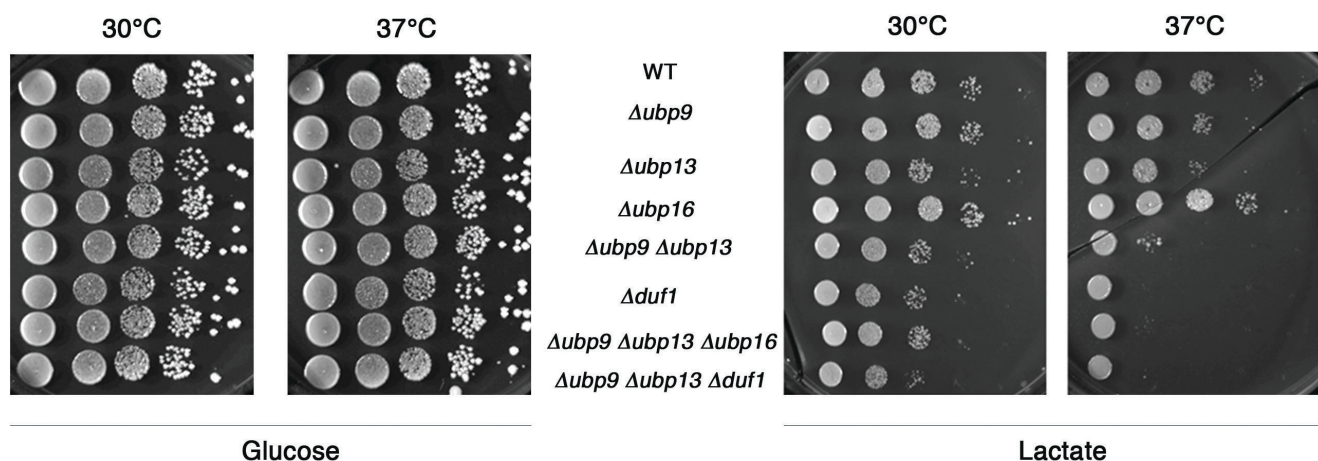 30°C
37°C
30°C
37°C
WT
Δubp9
Δubp13
Δubp16
Δubp9 Δubp13
Δduf1
Δubp9 Δubp13 Δubp16
Δubp9 Δubp13 Δduf1
Glucose
Lactate